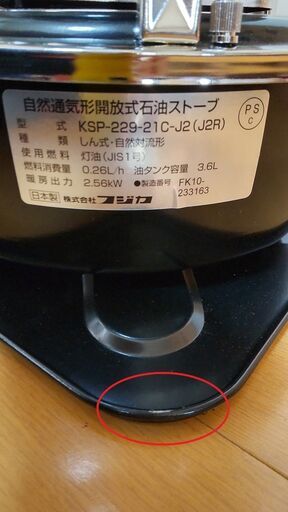 自然通気形開放式石油ストーブ
型 式 KSP-229-21C-J2(J2R)
種 類 しん式・自然対流形
使用燃料 灯油(JIS1号)
燃料消費量 0.26L/h 油タンク容量 3.6L
暖房出力 2.56kW ●製造番号 FK10-
233163
日本製 株式会社フジカ
PS
C